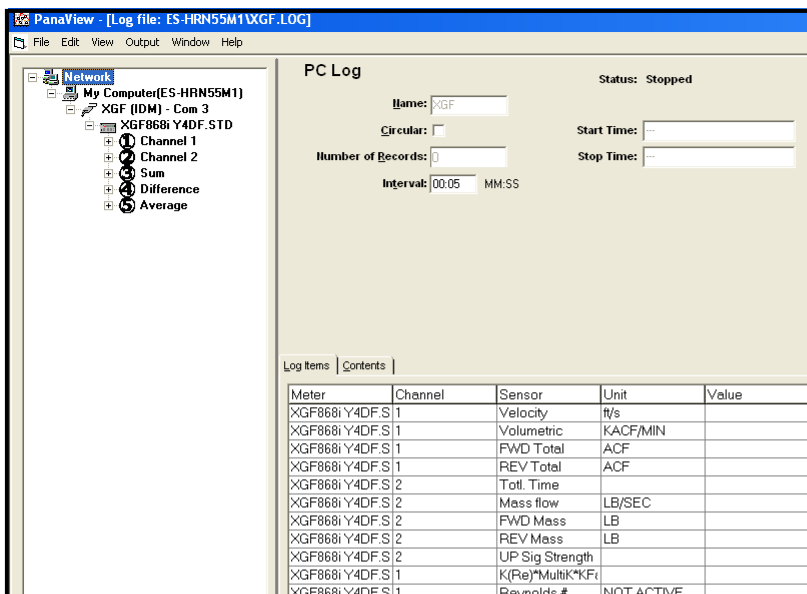 PanaView - [Log file: ES-HRN55M1\XGF.LOG]
File Edit View Output Window Help
Network
My Computer(ES-HRN55M1)
XGF (IDM) - Com 3
XGF868i Y4DF.STD
1 Channel 1
2 Channel 2
3 Sum
4 Difference
5 Average
PC Log
Status: Stopped
Name: XGF
Circular:
Start Time: ---
Number of Records: 0
Stop Time: ---
Interval: 00:05 MM:SS
Log Items Contents
Meter Channel Sensor Unit Value
XGF868i Y4DF.S 1 Velocity ft/s
XGF868i Y4DF.S 1 Volumetric KACF/MIN
XGF868i Y4DF.S 1 FWD Total ACF
XGF868i Y4DF.S 1 REV Total ACF
XGF868i Y4DF.S 2 Totl. Time
XGF868i Y4DF.S 2 Mass flow LB/SEC
XGF868i Y4DF.S 2 FWD Mass LB
XGF868i Y4DF.S 2 REV Mass LB
XGF868i Y4DF.S 2 UP Sig Strength
XGF868i Y4DF.S 1 K(Re)*MultiK*KF
XGF868i Y4DF.S 1 Reynolds # NOT ACTIVE